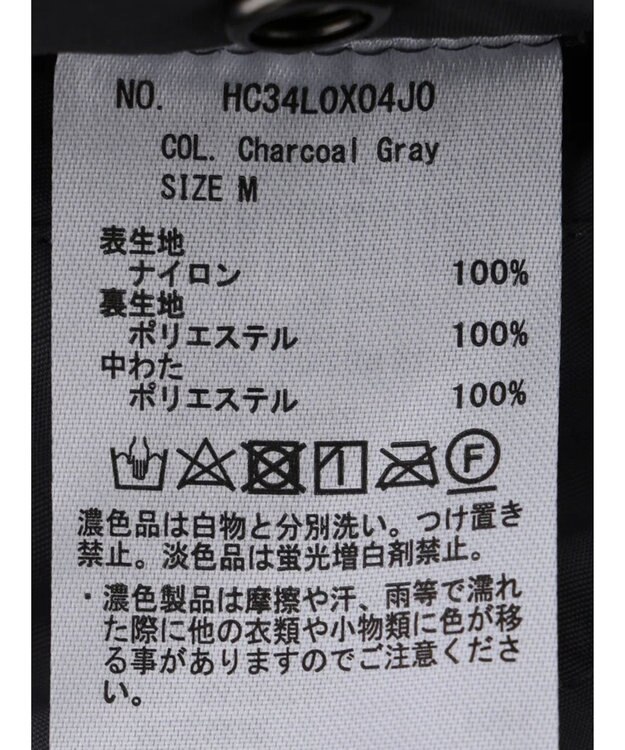 NO. HC34L0X04J0
COL. Charcoal Gray
SIZE M
表生地
ナイロン 100%
裏生地
ポリエステル 100%
中わた
ポリエステル 100%
F
濃色品は白物と分別洗い。つけ置き
禁止。淡色品は蛍光増白剤禁止。
・濃色製品は摩擦や汗、雨等で濡れ
た際に他の衣類や小物類に色が移
る事がありますのでご注意くださ
い。